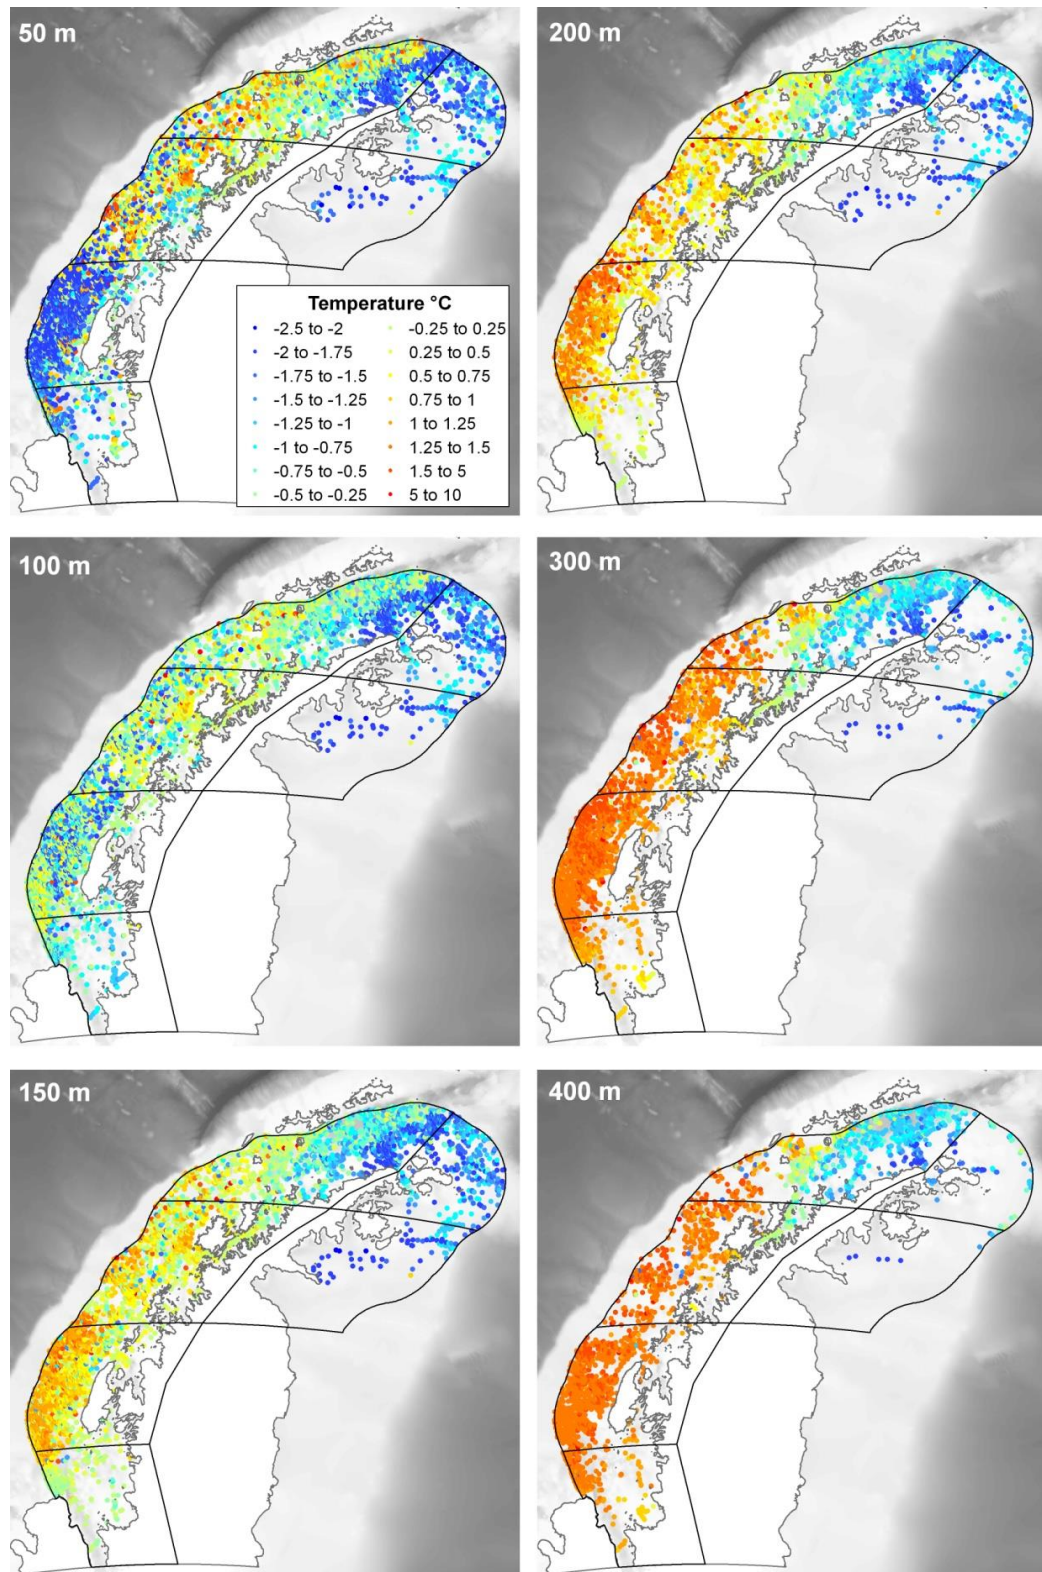 50 m
200 m
Temperature °C
-2.5 to -2
-0.25 to 0.25
-2 to -1.75
0.25 to 0.5
-1.75 to -1.5
0.5 to 0.75
-1.5 to -1.25
0.75 to 1
-1.25 to -1
1 to 1.25
-1 to -0.75
1.25 to 1.5
-0.75 to -0.5
1.5 to 5
-0.5 to -0.25
5 to 10
100 m
300 m
150 m
400 m